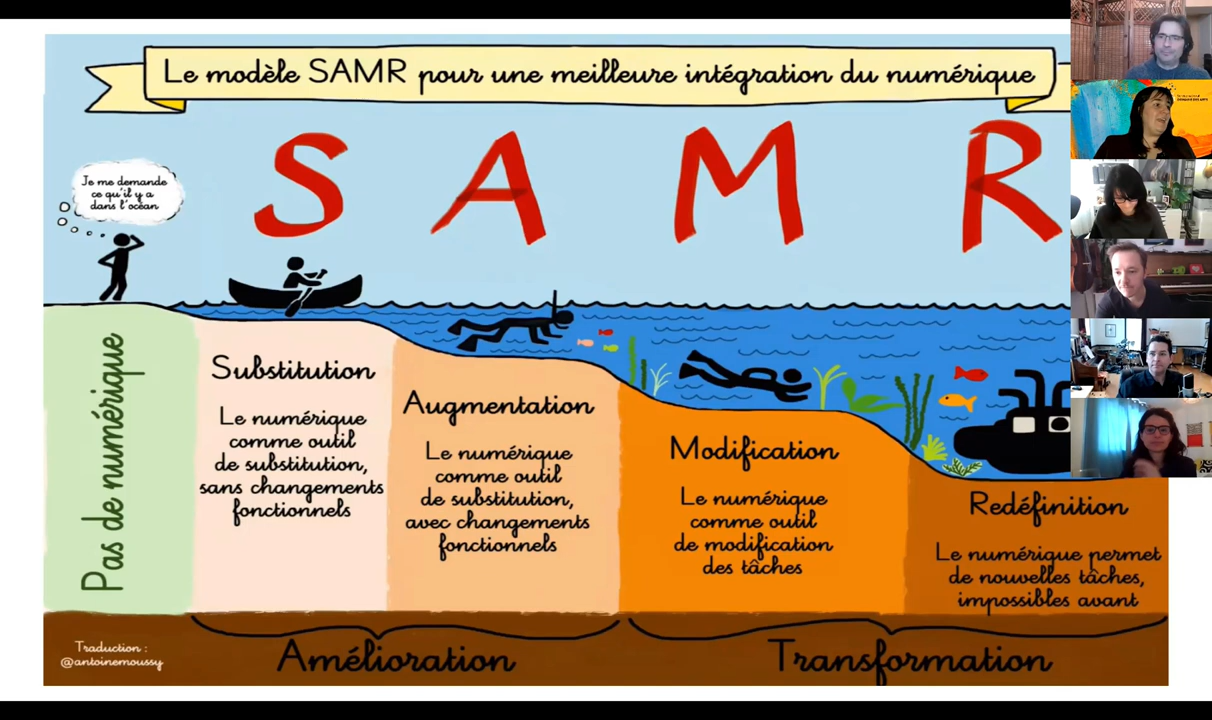 Le modèle SAMR pour une meilleure intégration du numérique
S A M R
Je me demande
ce qu'il y a
dans l'océan
Pas de numérique
Substitution
Le numérique
comme outil
de substitution,
sans changements
fonctionnels
Augmentation
Le numérique
comme outil
de substitution,
avec changements
fonctionnels
Modification
Le numérique
comme outil
de modification
des tâches
Redéfinition
Le numérique permet
de nouvelles tâches,
impossibles avant
Traduction :
@antoinemoussy
Amélioration
Transformation